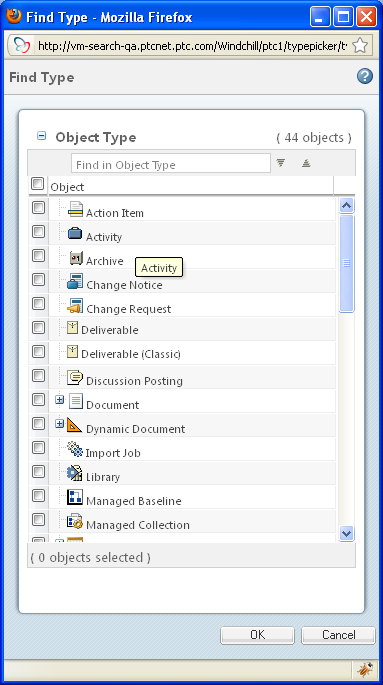 Find Type - Mozilla Firefox
http://vm-search-qa.ptcnet.ptc.com/Windchill/ptc1/typepicker/ty
Find Type
Object Type ( 44 objects )
Find in Object Type
Object
Action Item
Activity
Archive
Activity
Change Notice
Change Request
Deliverable
Deliverable (Classic)
Discussion Posting
Document
Dynamic Document
Import Job
Library
Managed Baseline
Managed Collection
( 0 objects selected )
OK Cancel